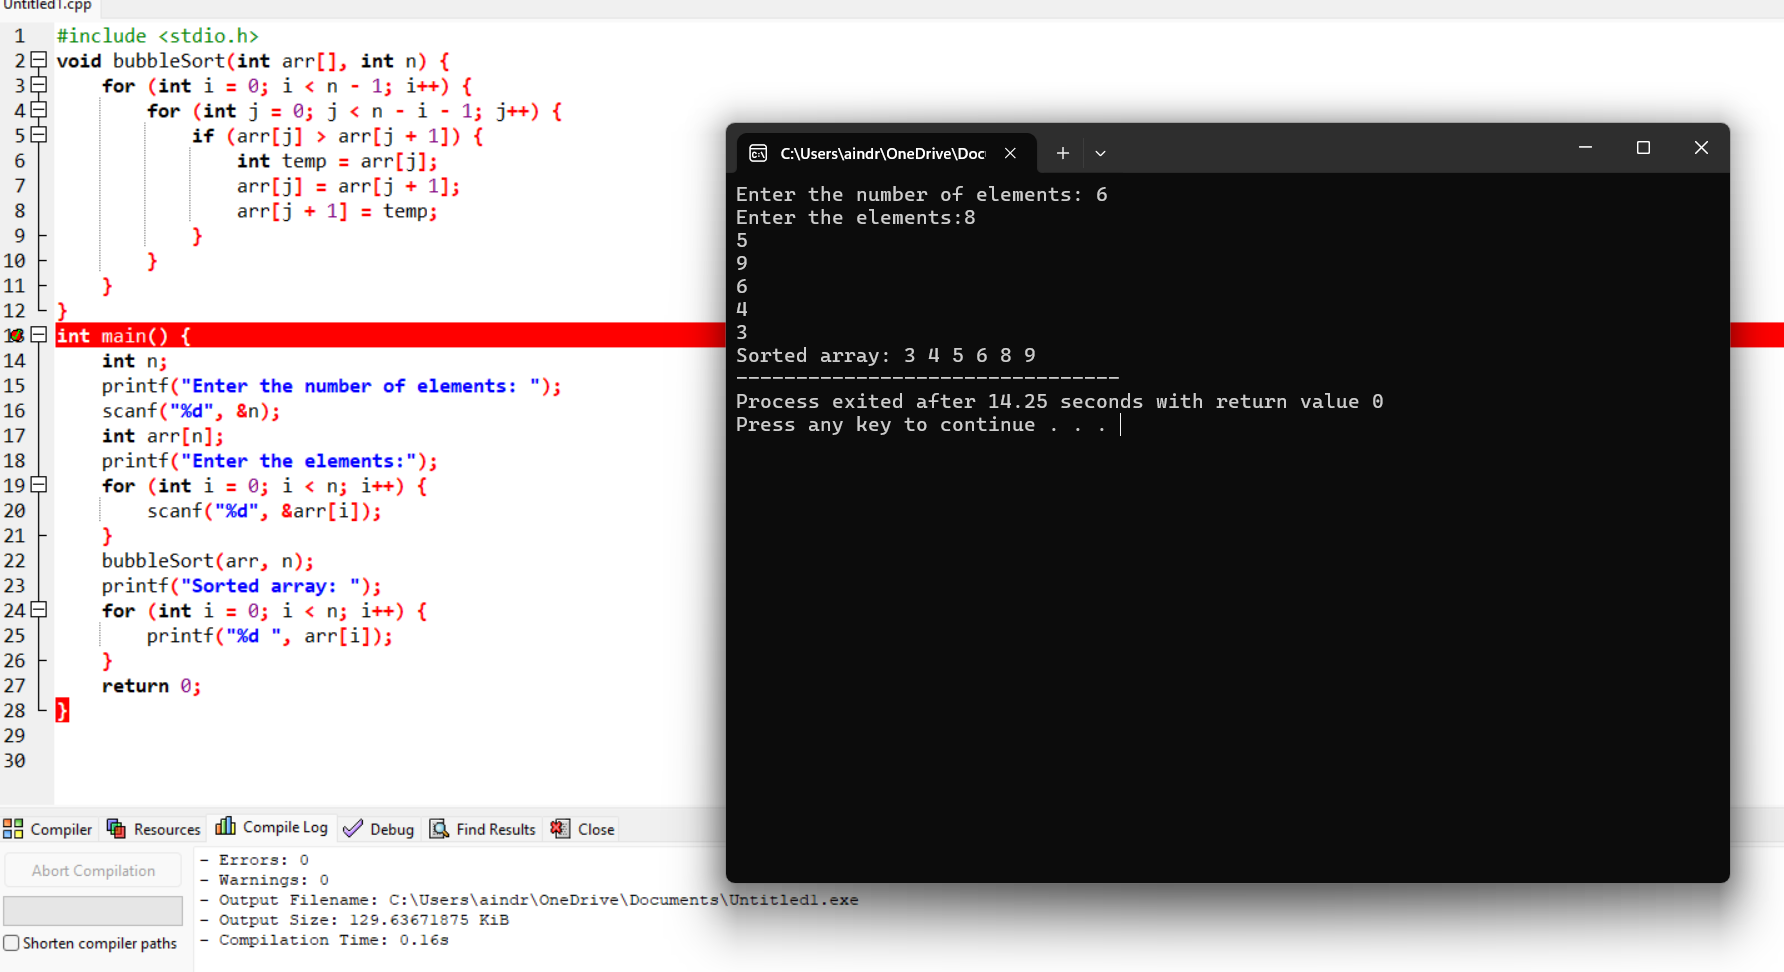 Untitled1.cpp
1 #include <stdio.h>
2 void bubbleSort(int arr[], int n) {
3 for (int i = 0; i < n - 1; i++) {
4 for (int j = 0; j < n - i - 1; j++) {
5 if (arr[j] > arr[j + 1]) {
6 int temp = arr[j];
7 arr[j] = arr[j + 1];
8 arr[j + 1] = temp;
9 }
10 }
11 }
12 }
13 int main() {
14 int n;
15 printf("Enter the number of elements: ");
16 scanf("%d", &n);
17 int arr[n];
18 printf("Enter the elements:");
19 for (int i = 0; i < n; i++) {
20 scanf("%d", &arr[i]);
21 }
22 bubbleSort(arr, n);
23 printf("Sorted array: ");
24 for (int i = 0; i < n; i++) {
25 printf("%d ", arr[i]);
26 }
27 return 0;
28 }
29
30
C:\Users\aindr\OneDrive\Doc
Enter the number of elements: 6
Enter the elements:8
5
9
6
4
3
Sorted array: 3 4 5 6 8 9
--------------------------------
Process exited after 14.25 seconds with return value 0
Press any key to continue . . .
Compiler Resources Compile Log Debug Find Results Close
Abort Compilation
Shorten compiler paths
- Errors: 0
- Warnings: 0
- Output Filename: C:\Users\aindr\OneDrive\Documents\Untitled1.exe
- Output Size: 129.63671875 KiB
- Compilation Time: 0.16s